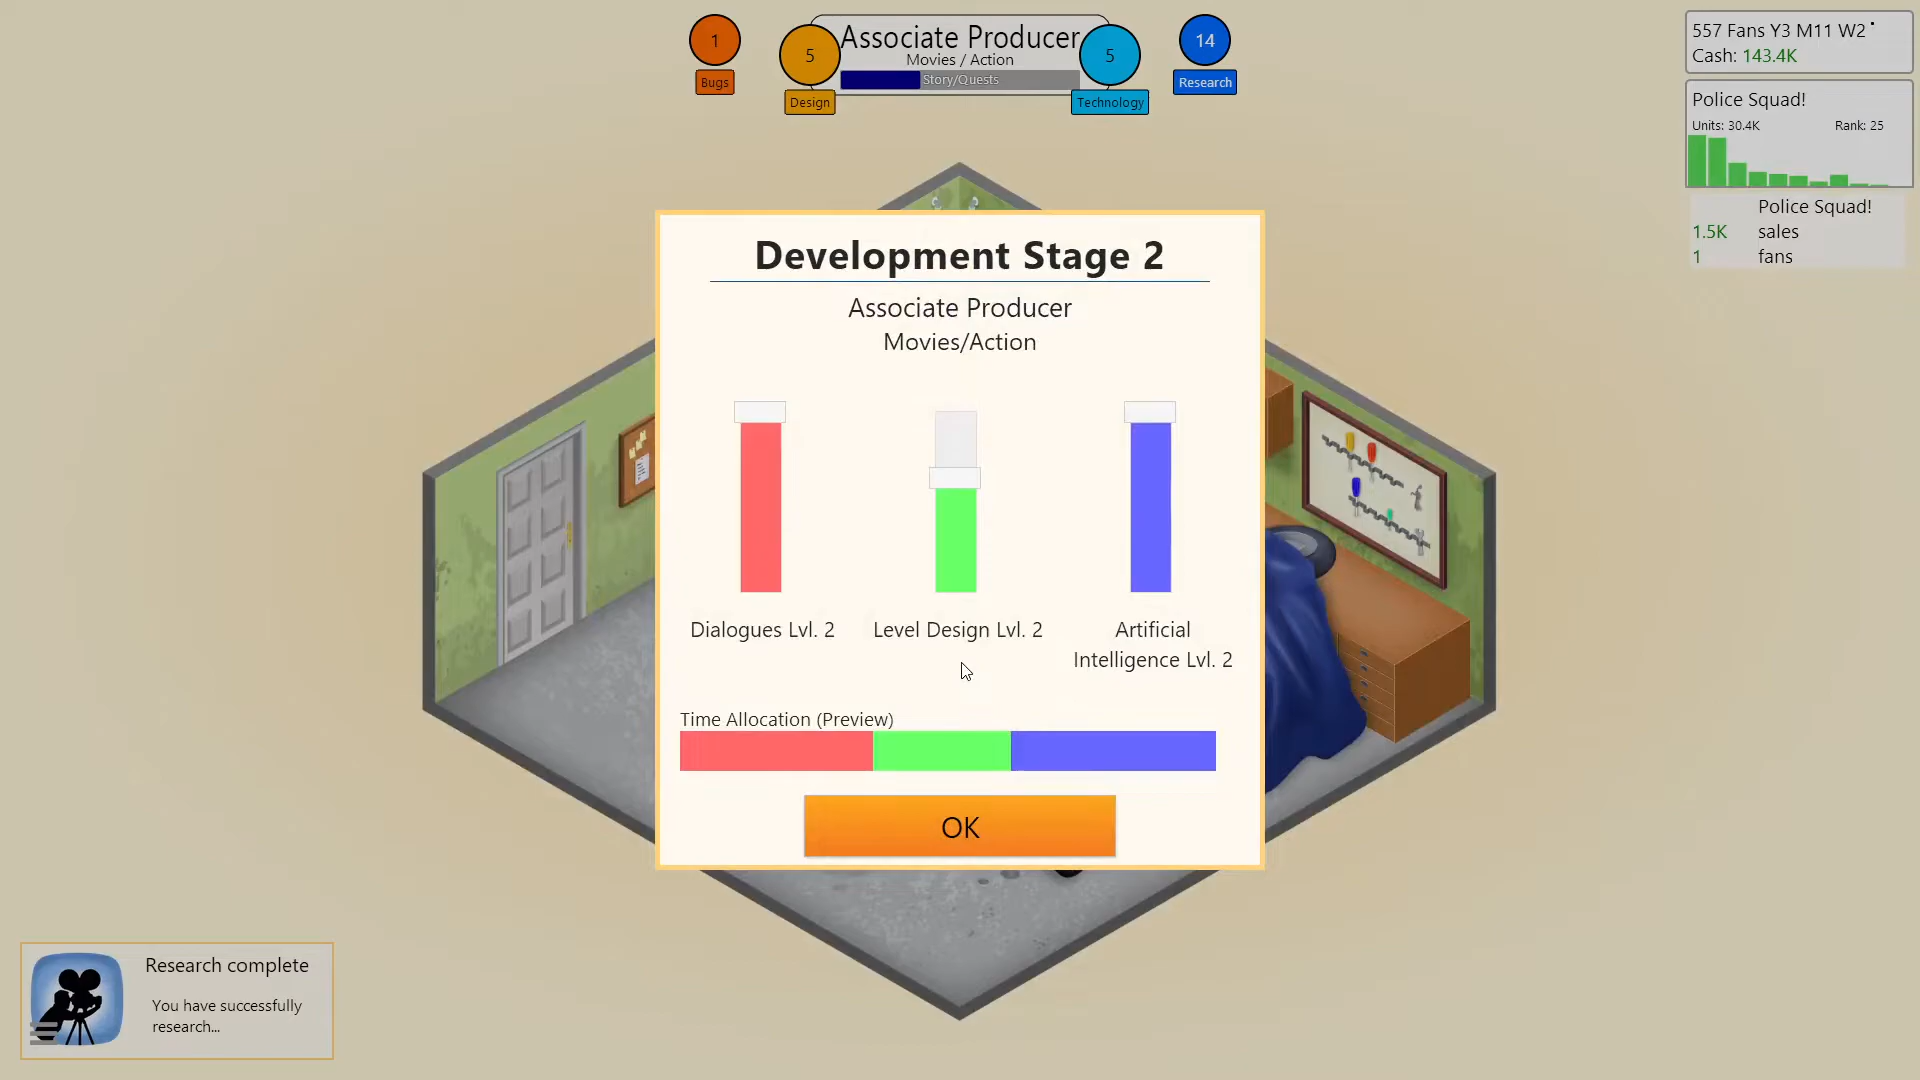 1
Bugs
5
Design
Associate Producer
Movies / Action
Story/Quests
5
Technology
14
Research
557 Fans Y3 M11 W2
Cash: 143.4K
Police Squad!
Units: 30.4K
Rank: 25
Police Squad!
1.5K sales
1 fans
Development Stage 2
Associate Producer
Movies/Action
Dialogues Lvl. 2
Level Design Lvl. 2
Artificial
Intelligence Lvl. 2
Time Allocation (Preview)
OK
Research complete
You have successfully
research...